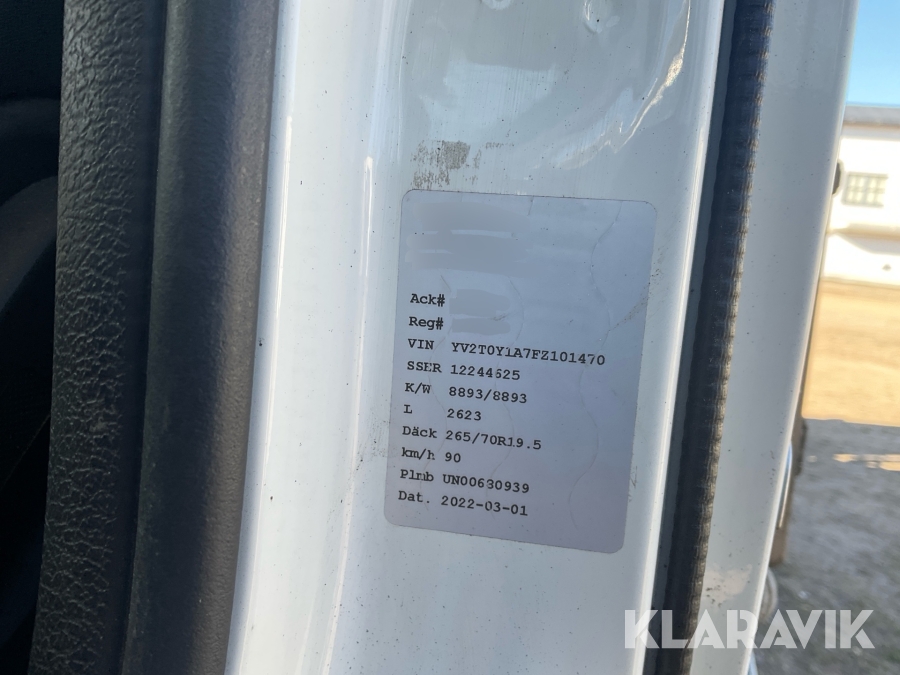 Ack#
Reg#
VIN YV2T0Y1A7FZ101470
SSER 12244625
K/W 8893/8893
L 2623
Däck 265/70R19.5
km/h 90
Plmb UN00630939
Dat. 2022-03-01
KLARAVIK